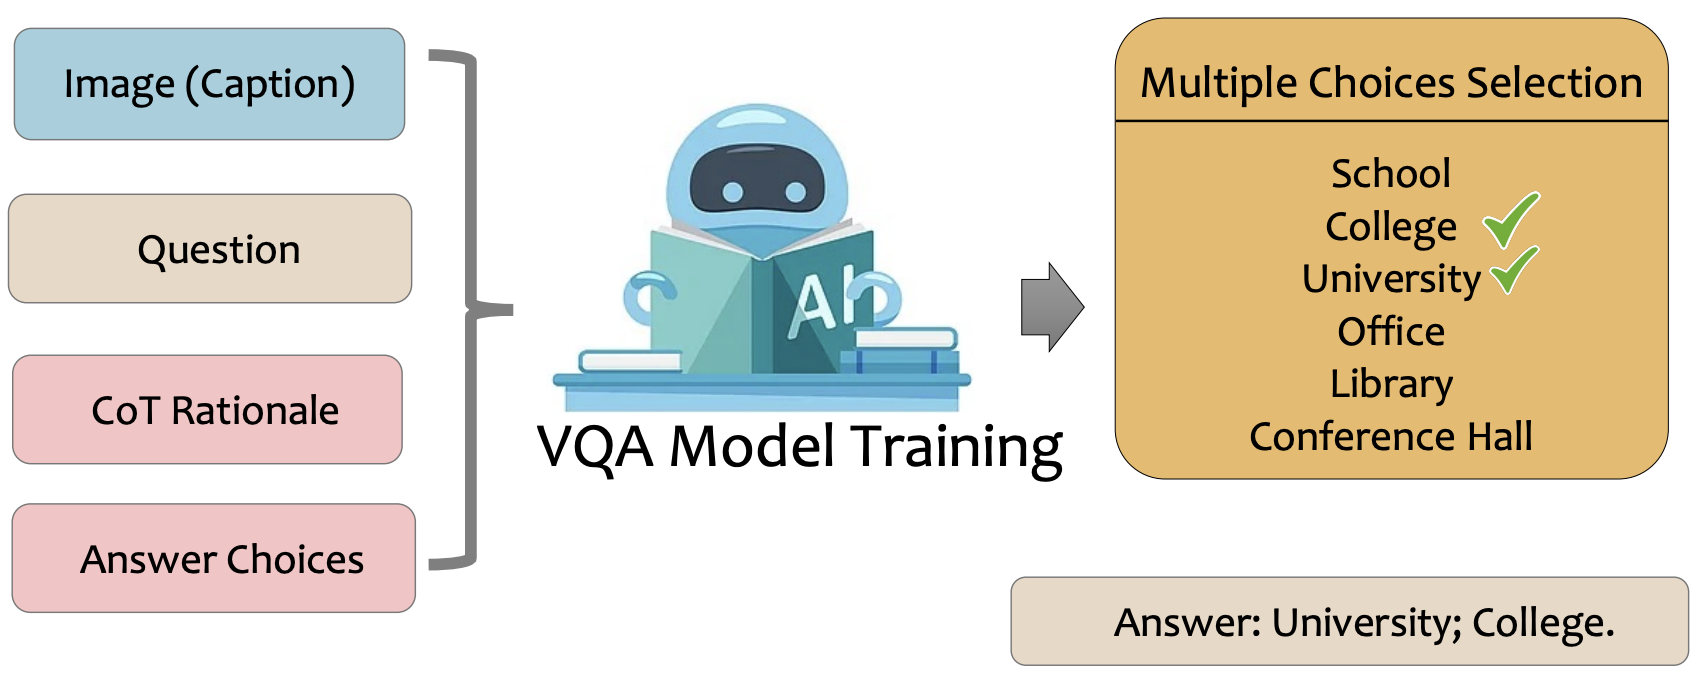 Image (Caption)
Question
CoT Rationale
Answer Choices
AI
VQA Model Training
Multiple Choices Selection
School
College
University
Office
Library
Conference Hall
Answer: University; College.